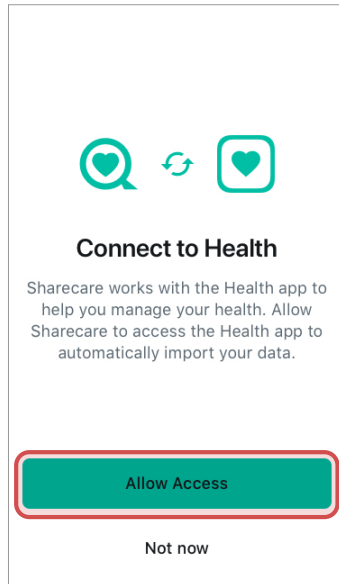 Connect to Health
Sharecare works with the Health app to
help you manage your health. Allow
Sharecare to access the Health app to
automatically import your data.
Allow Access
Not now